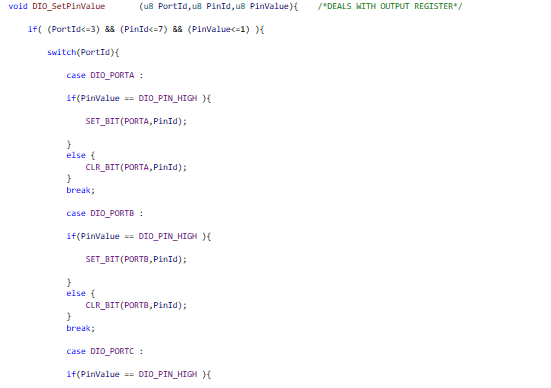 void DIO_SetPinValue (u8 PortId,u8 PinId,u8 PinValue){ /*DEALS WITH OUTPUT REGISTER*/
if( (PortId<=3) && (PinId<=7) && (PinValue<=1) ){
switch(PortId){
case DIO_PORTA :
if(PinValue == DIO_PIN_HIGH ){
SET_BIT(PORTA,PinId);
}
else {
CLR_BIT(PORTA,PinId);
}
break;
case DIO_PORTB :
if(PinValue == DIO_PIN_HIGH ){
SET_BIT(PORTB,PinId);
}
else {
CLR_BIT(PORTB,PinId);
}
break;
case DIO_PORTC :
if(PinValue == DIO_PIN_HIGH ){